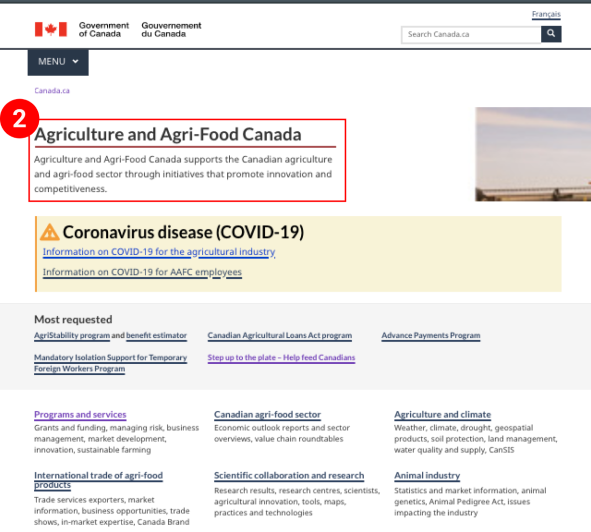 Français
Government
of Canada
Gouvernement
du Canada
Search Canada.ca
MENU
Canada.ca
2
Agriculture and Agri-Food Canada
Agriculture and Agri-Food Canada supports the Canadian agriculture
and agri-food sector through initiatives that promote innovation and
competitiveness.
Coronavirus disease (COVID-19)
Information on COVID-19 for the agricultural industry
Information on COVID-19 for AAFC employees
Most requested
AgriStability program and benefit estimator
Canadian Agricultural Loans Act program
Advance Payments Program
Mandatory Isolation Support for Temporary
Foreign Workers Program
Step up to the plate – Help feed Canadians
Programs and services
Grants and funding, managing risk, business
management, market development,
innovation, sustainable farming
Canadian agri-food sector
Economic outlook reports and sector
overviews, value chain roundtables
Agriculture and climate
Weather, climate, drought, geospatial
products, soil protection, land management,
water quality and supply, CanSIS
International trade of agri-food
products
Trade services exporters, market
information, business opportunities, trade
shows, in-market expertise, Canada Brand
Scientific collaboration and research
Research results, research centres, scientists,
agricultural innovation, tools, maps,
practices and technologies
Animal industry
Statistics and market information, animal
genetics, Animal Pedigree Act, issues
impacting the industry